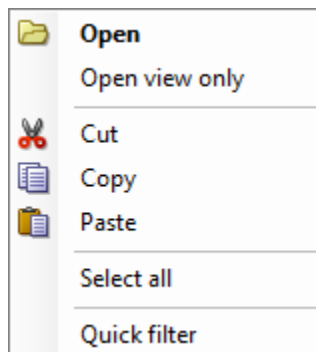 Open
Open view only
Cut
Copy
Paste
Select all
Quick filter